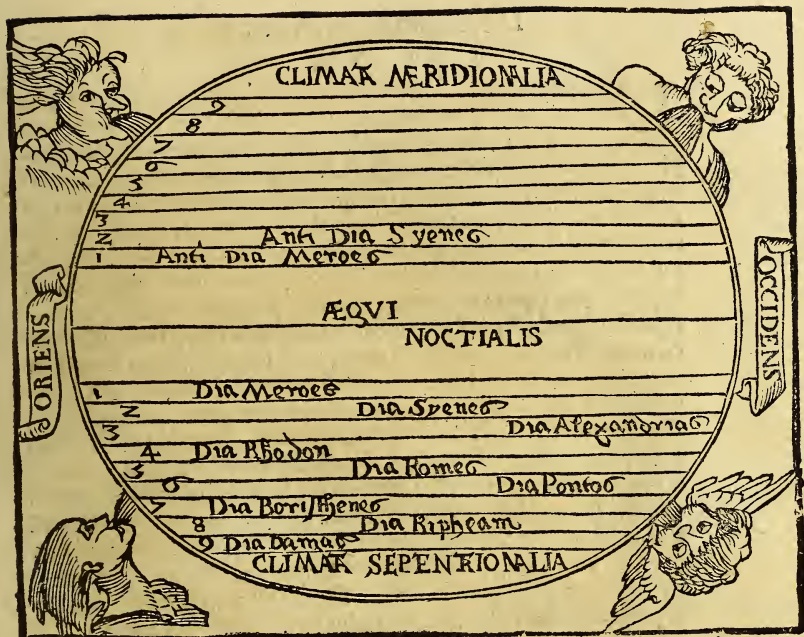 CLIMATA MERIDIONALIA
9
8
7
6
5
4
3
2 Anti Dia Syenes
1 Anti Dia Meroes
ÆQVI
NOCTIALIS
ORIENS
OCCIDENS
1 Dia Meroes
2 Dia Syenes
3 Dia Alexandrias
4 Dia Rhodon
5 Dia Romes
6 Dia Pontos
7 Dia Boristhenes
8 Dia Ripheam
9 Dia Damas
CLIMATA SEPTENTRIONALIA